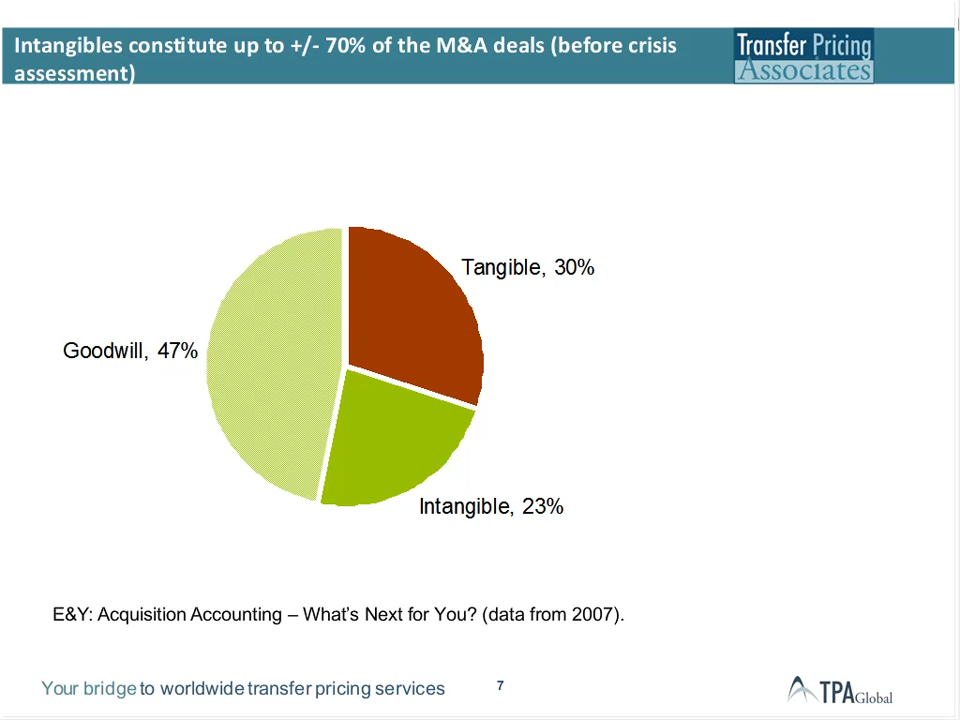 Intangibles constitute up to +/- 70% of the M&A deals (before crisis
assessment)
Transfer Pricing
Associates
Tangible, 30%
Goodwill, 47%
Intangible, 23%
E&Y: Acquisition Accounting – What’s Next for You? (data from 2007).
Your bridge to worldwide transfer pricing services
7
TPA Global